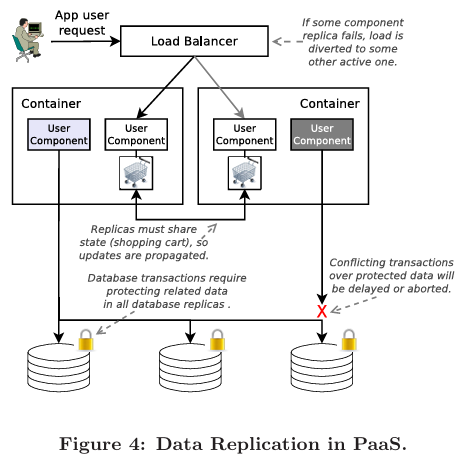 App user
request
Load Balancer
If some component
replica fails, load is
diverted to some
other active one.
Container
Container
User
Component
User
Component
User
Component
User
Component
Replicas must share
state (shopping cart), so
updates are propagated.
Database transactions require
protecting related data
in all database replicas .
Conflicting transactions
over protected data will
be delayed or aborted.
X
Figure 4: Data Replication in PaaS.